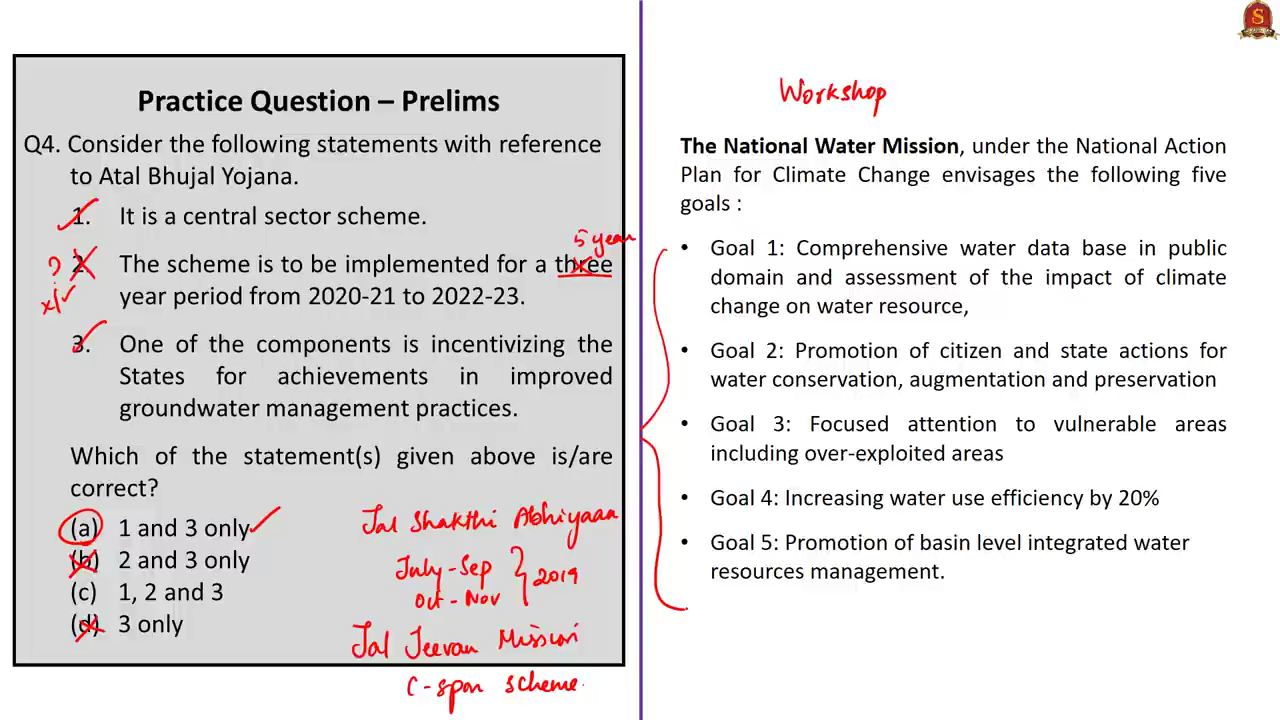 Practice Question – Prelims
Q4. Consider the following statements with reference
to Atal Bhujal Yojana.
1. It is a central sector scheme.
5 year
2. The scheme is to be implemented for a three
year period from 2020-21 to 2022-23.
3. One of the components is incentivizing the
States for achievements in improved
groundwater management practices.
Which of the statement(s) given above is/are
correct?
(a) 1 and 3 only
(b) 2 and 3 only
(c) 1, 2 and 3
(d) 3 only
Jal Shakthi Abhiyaan
July - Sep
Oct - Nov
2019
Jal Jeevan Mission
C-spon scheme.
Workshop
The National Water Mission, under the National Action
Plan for Climate Change envisages the following five
goals :
• Goal 1: Comprehensive water data base in public
domain and assessment of the impact of climate
change on water resource,
• Goal 2: Promotion of citizen and state actions for
water conservation, augmentation and preservation
• Goal 3: Focused attention to vulnerable areas
including over-exploited areas
• Goal 4: Increasing water use efficiency by 20%
• Goal 5: Promotion of basin level integrated water
resources management.